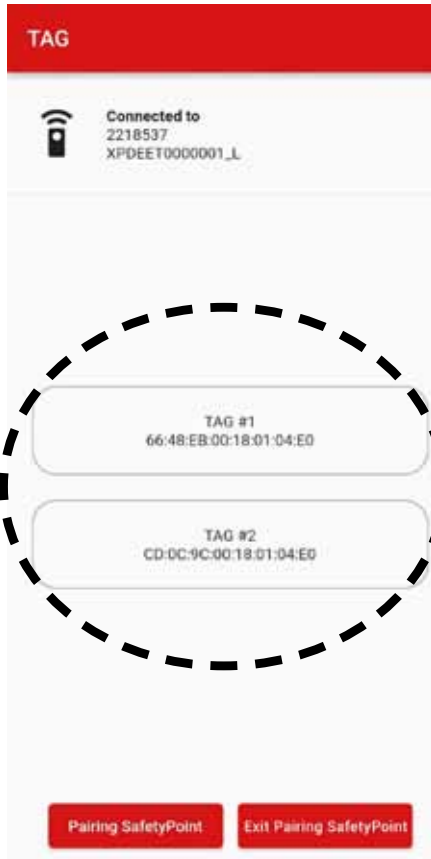 TAG
Connected to
2218537
XPDEET0000001_L
TAG #1
66:48:EB:00:18:01:04:E0
TAG #2
CD:0C:9C:00:18:01:04:E0
Pairing SafetyPoint
Exit Pairing SafetyPoint